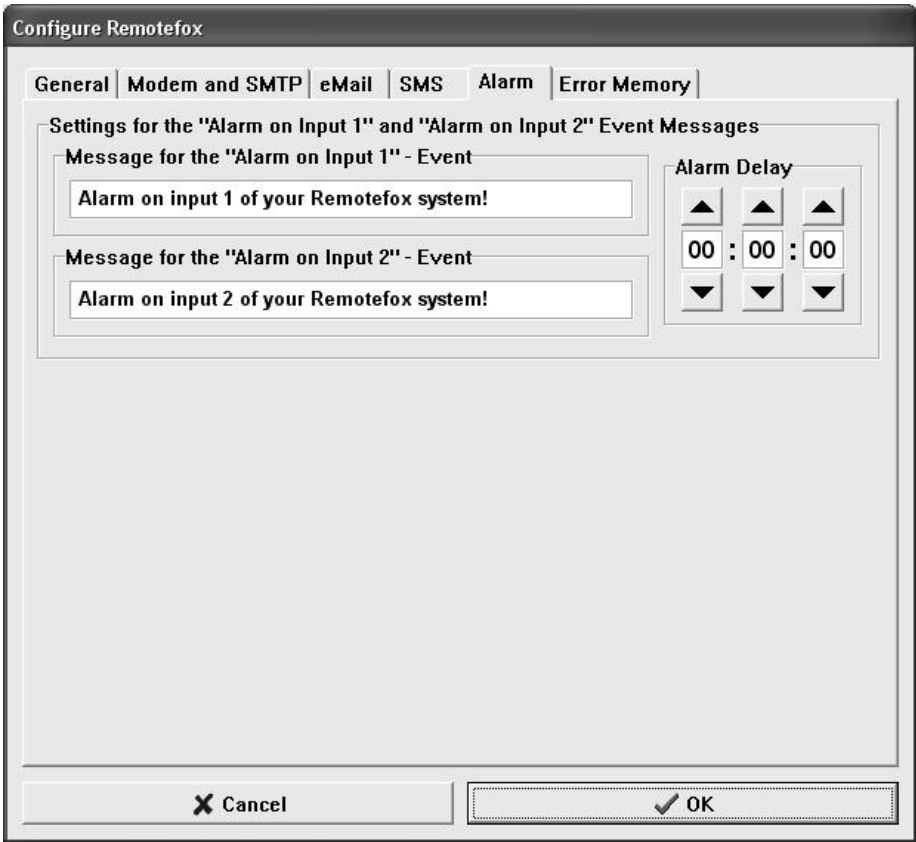 Configure Remotefox
General Modem and SMTP eMail SMS Alarm Error Memory
Settings for the "Alarm on Input 1" and "Alarm on Input 2" Event Messages
Message for the "Alarm on Input 1" - Event
Alarm on input 1 of your Remotefox system!
Message for the "Alarm on Input 2" - Event
Alarm on input 2 of your Remotefox system!
Alarm Delay
00 : 00 : 00
Cancel
OK